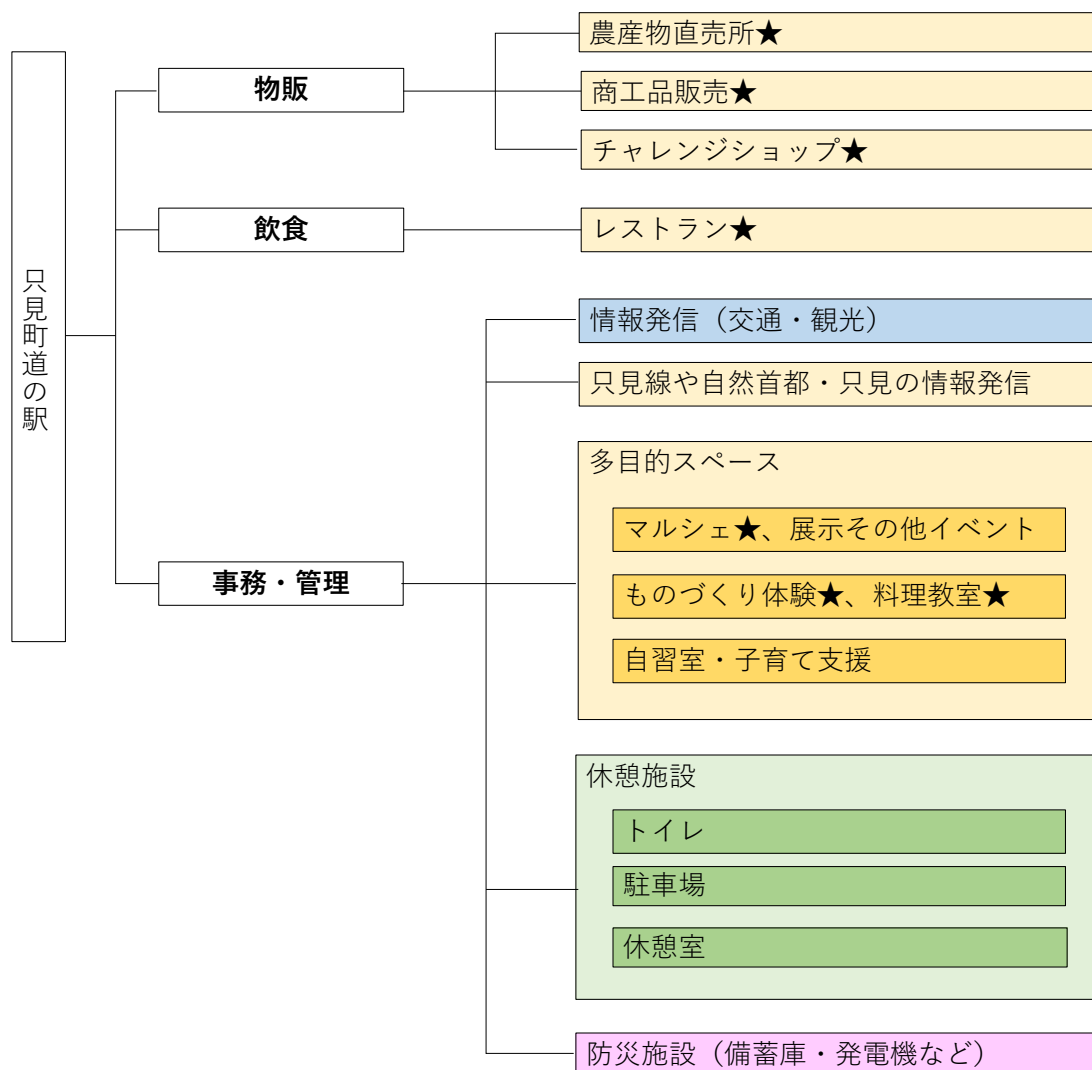 只見町道の駅
物販
農産物直売所★
商工品販売★
チャレンジショップ★
飲食
レストラン★
事務・管理
情報発信（交通・観光）
只見線や自然首都・只見の情報発信
多目的スペース
マルシェ★、展示その他イベント
ものづくり体験★、料理教室★
自習室・子育て支援
休憩施設
トイレ
駐車場
休憩室
防災施設（備蓄庫・発電機など）